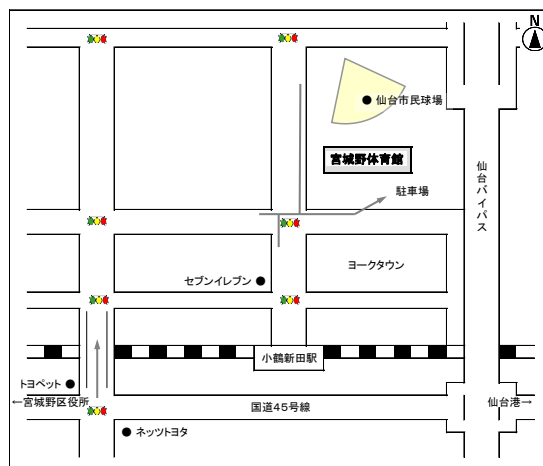 N
仙台市民球場
宮城野体育館
仙台バイパス
駐車場
ヨークタウン
セブンイレブン
小鶴新田駅
トヨペット
←宮城野区役所
国道45号線
仙台港→
ネッツトヨタ